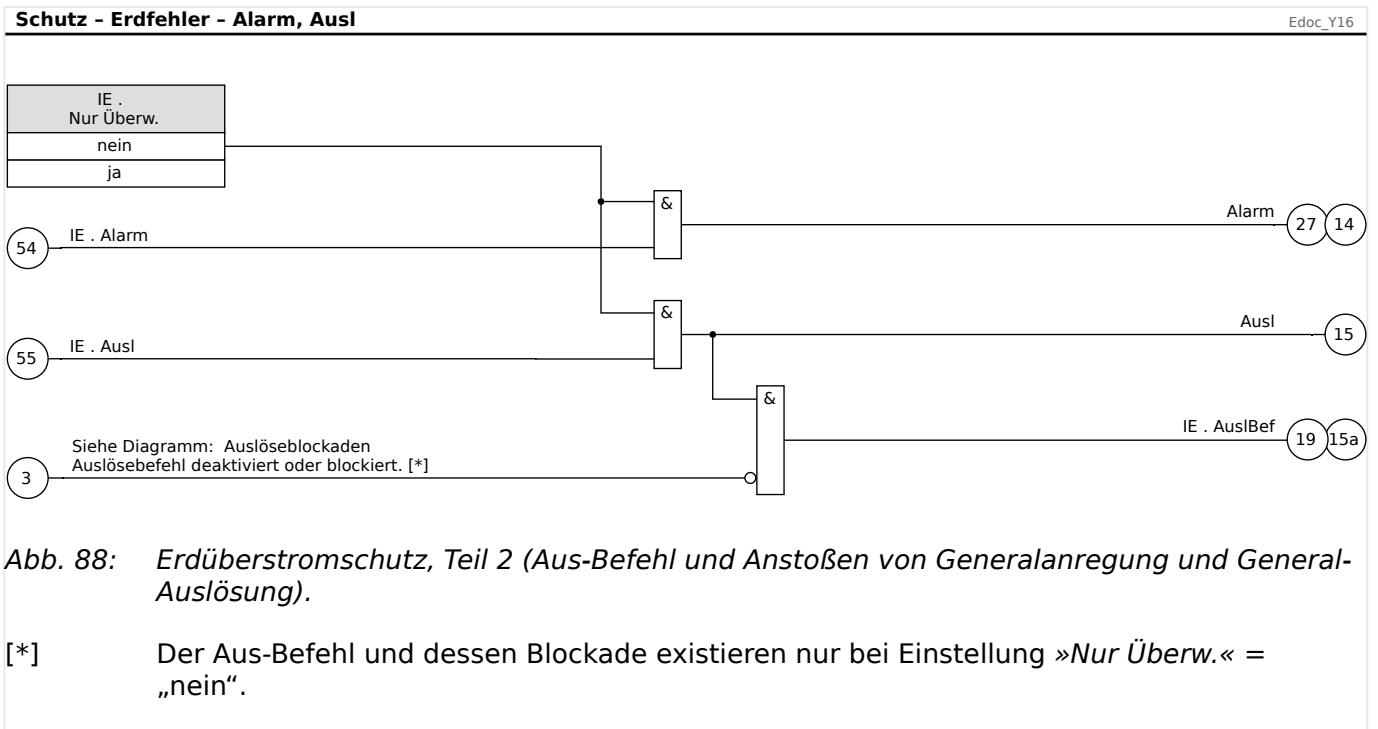 Schutz – Erdfehler – Alarm, Ausl
Edoc_Y16
IE .
Nur Überw.
nein
ja
&
Alarm
27
14
54
IE . Alarm
&
Ausl
15
55
IE . Ausl
&
IE . AuslBef
19
15a
Siehe Diagramm: Auslöseblockaden
Auslösebefehl deaktiviert oder blockiert. [*]
3
Abb. 88: Erdüberstromschutz, Teil 2 (Aus-Befehl und Anstoßen von Generalanregung und General-
Auslösung).
[*] Der Aus-Befehl und dessen Blockade existieren nur bei Einstellung »Nur Überw.« =
„nein“.